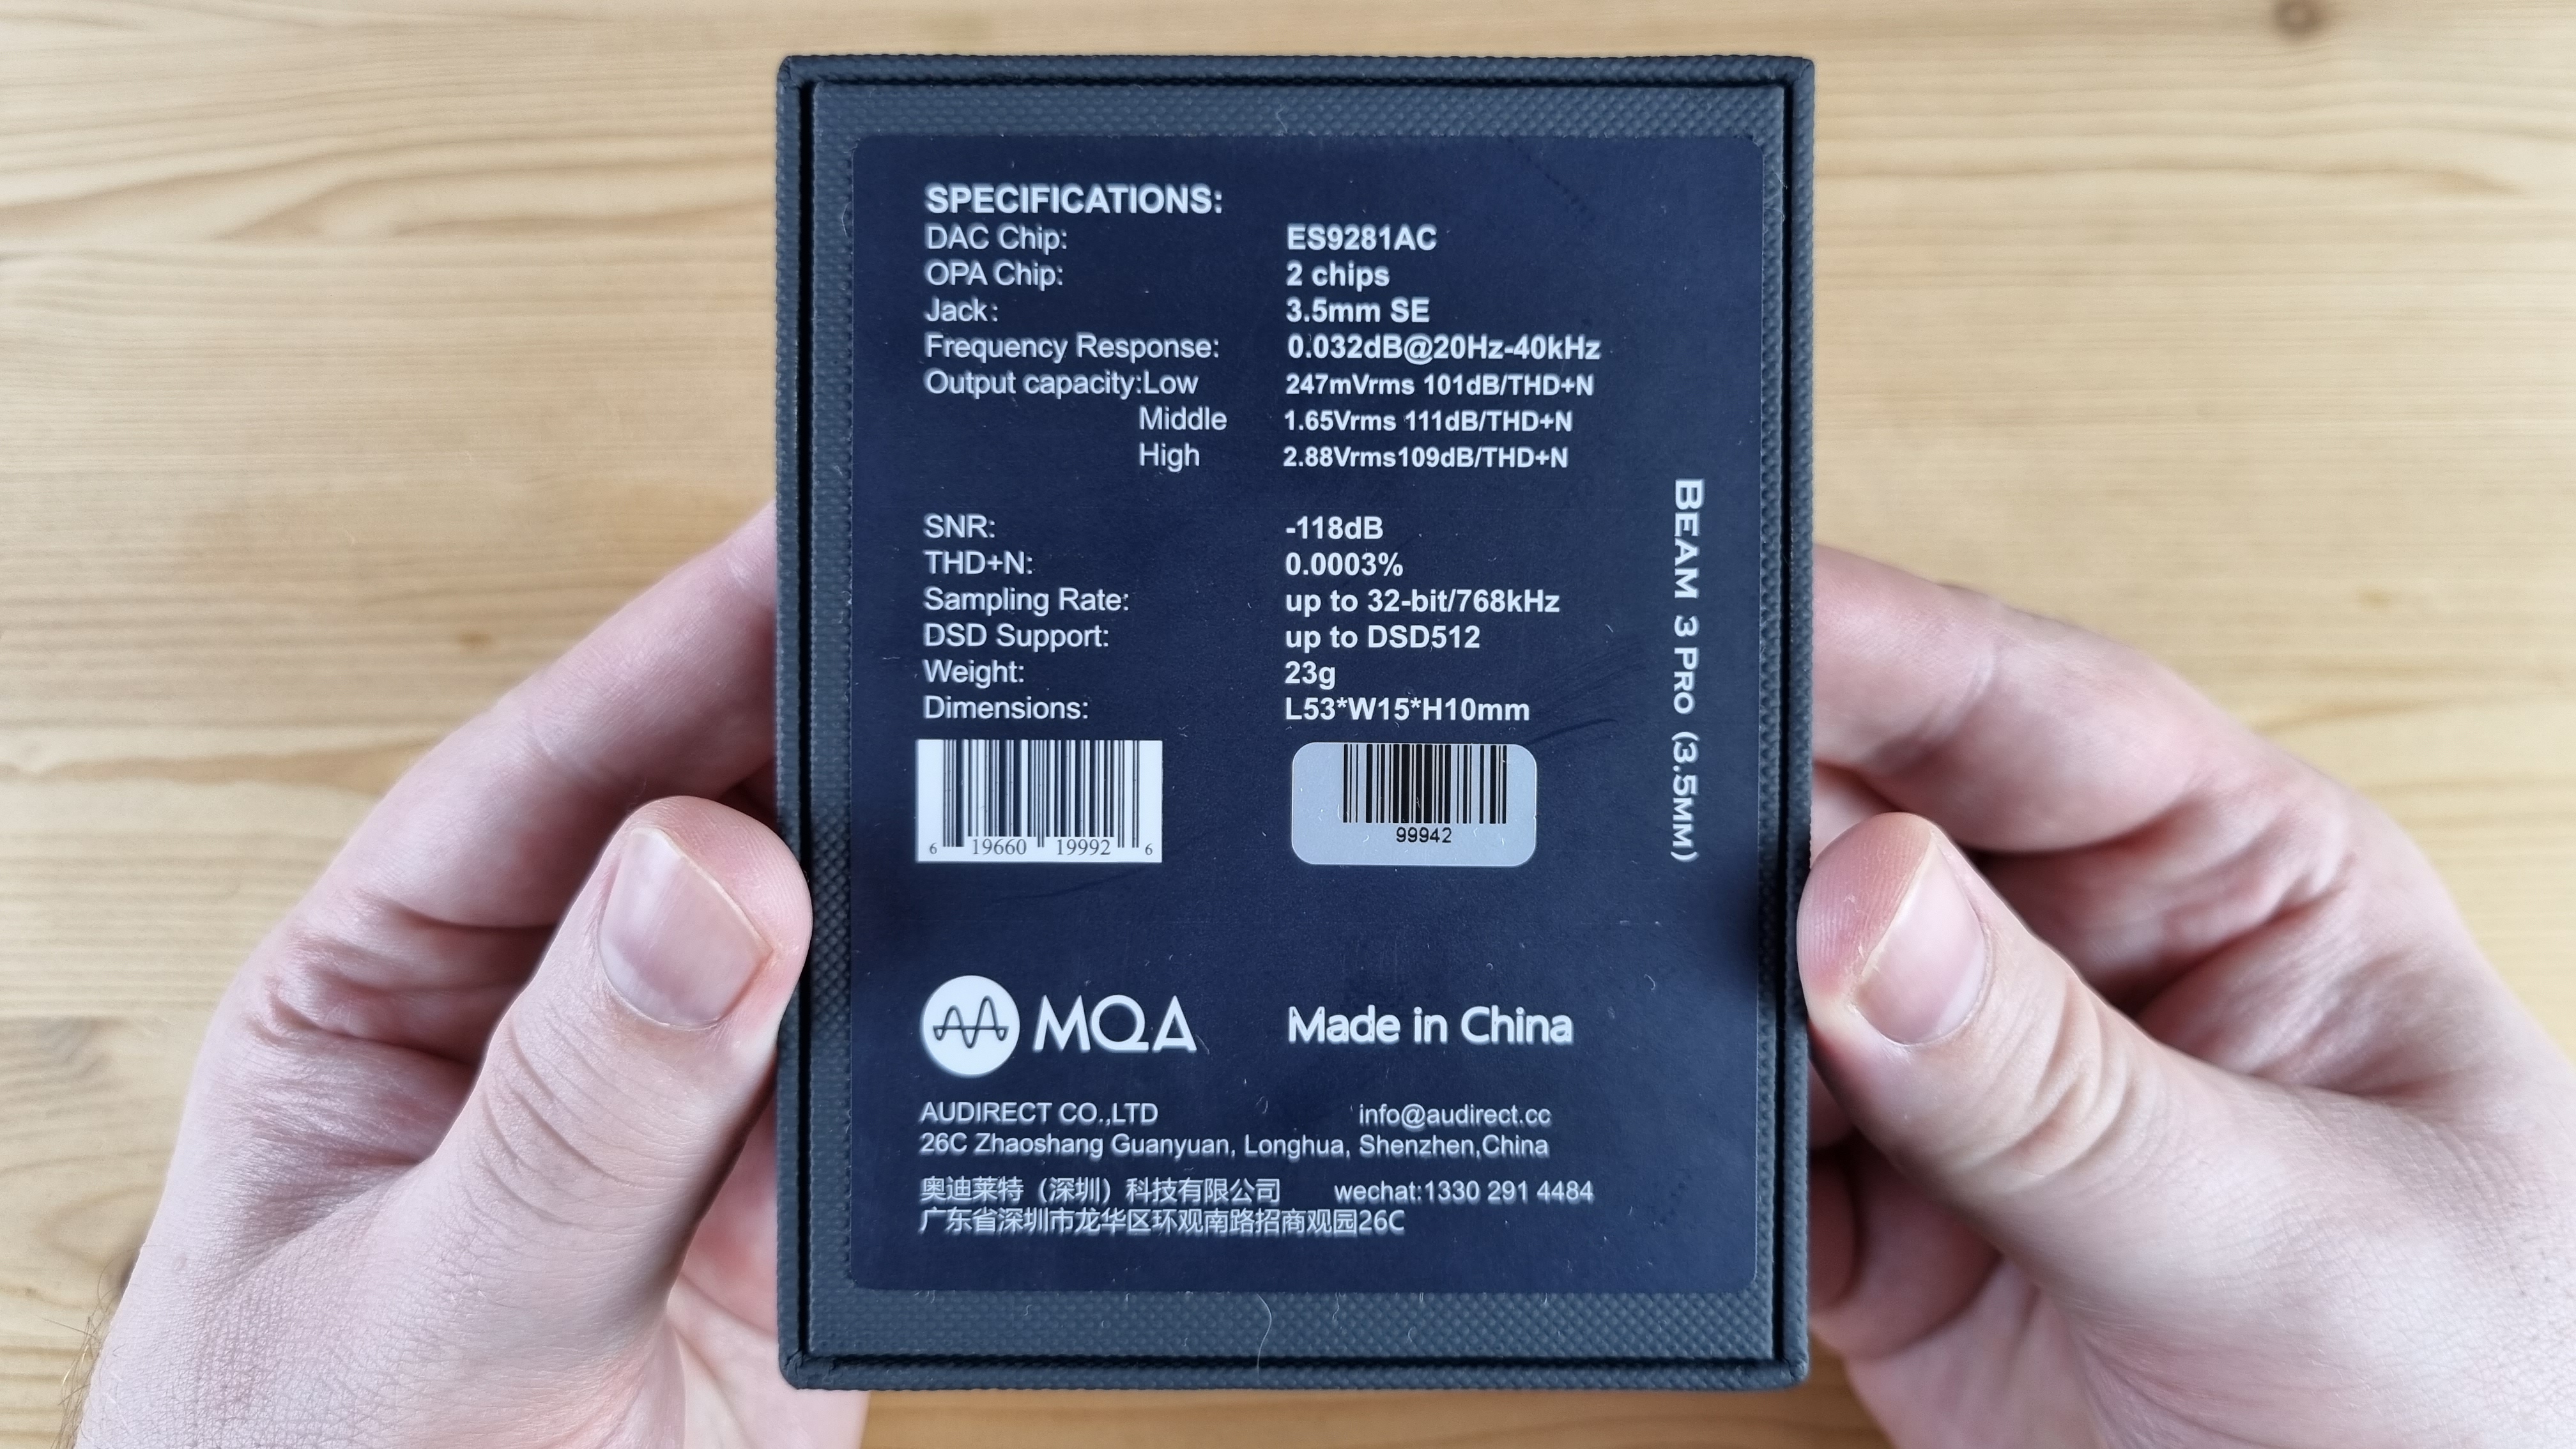 SPECIFICATIONS:
DAC Chip: ES9281AC
OPA Chip: 2 chips
Jack: 3.5mm SE
Frequency Response: 0.032dB@20Hz-40kHz
Output capacity:Low 247mVrms 101dB/THD+N
Middle 1.65Vrms 111dB/THD+N
High 2.88Vrms109dB/THD+N
SNR: -118dB
THD+N: 0.0003%
Sampling Rate: up to 32-bit/768kHz
DSD Support: up to DSD512
Weight: 23g
Dimensions: L53*W15*H10mm
6 19660 19992 6
99942
BEAM 3 PRO (3.5MM)
MQA
Made in China
AUDIRECT CO.,LTD info@audirect.cc
26C Zhaoshang Guanyuan, Longhua, Shenzhen,China
奥迪莱特（深圳）科技有限公司 wechat:1330 291 4484
广东省深圳市龙华区环观南路招商观园26C